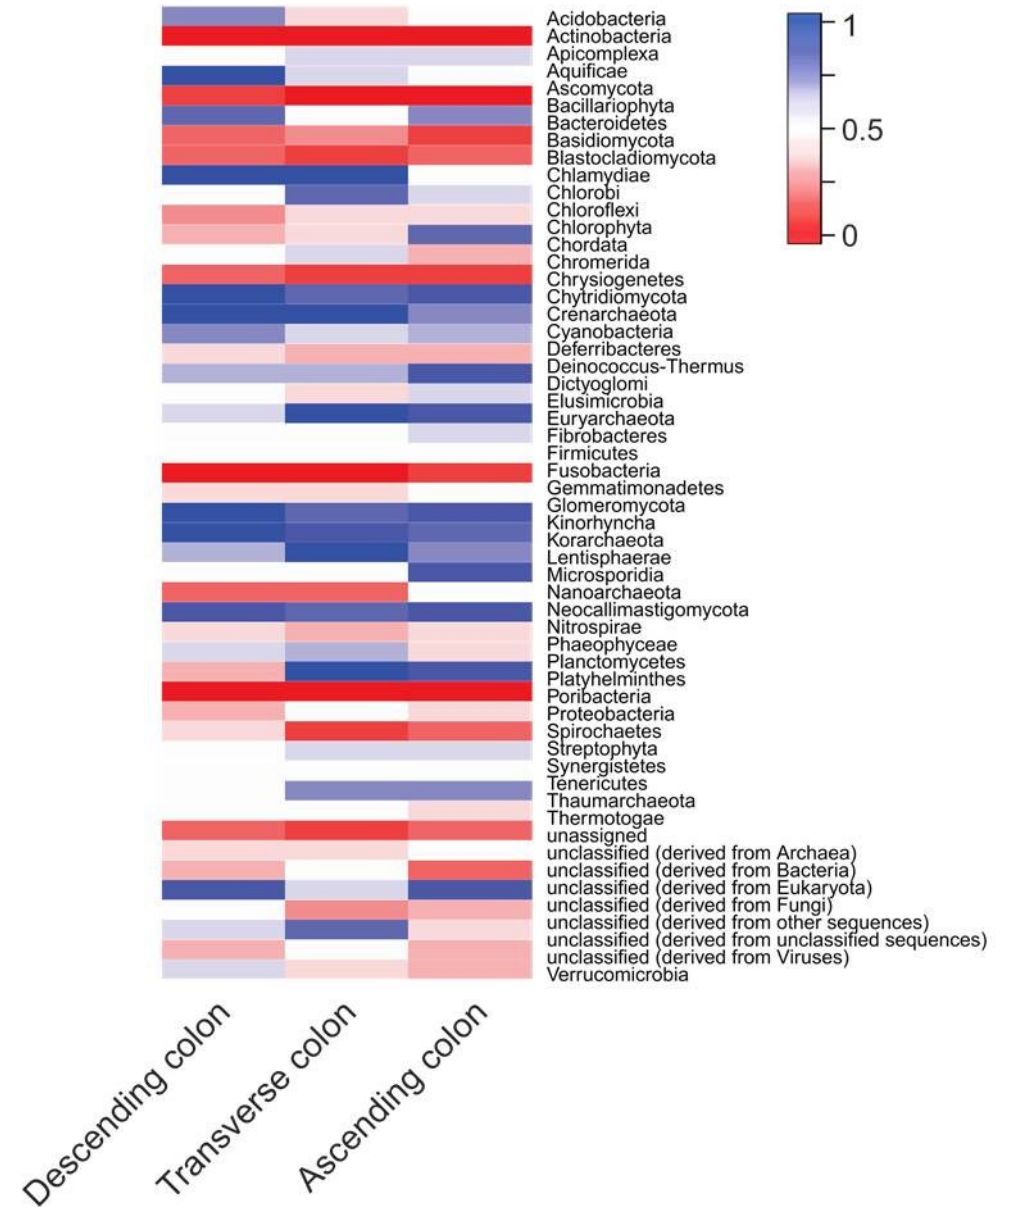 Acidobacteria
Actinobacteria
Apicomplexa
Aquificae
Ascomycota
Bacillariophyta
Bacteroidetes
Basidiomycota
Blastocladiomycota
Chlamydiae
Chlorobi
Chloroflexi
Chlorophyta
Chordata
Chromerida
Chrysiogenetes
Chytridiomycota
Crenarchaeota
Cyanobacteria
Deferribacteres
Deinococcus-Thermus
Dictyoglomi
Elusimicrobia
Euryarchaeota
Fibrobacteres
Firmicutes
Fusobacteria
Gemmatimonadetes
Glomeromycota
Kinorhyncha
Korarchaeota
Lentisphaerae
Microsporidia
Nanoarchaeota
Neocallimastigomycota
Nitrospirae
Phaeophyceae
Planctomycetes
Platyhelminthes
Poribacteria
Proteobacteria
Spirochaetes
Streptophyta
Synergistetes
Tenericutes
Thaumarchaeota
Thermotogae
unassigned
unclassified (derived from Archaea)
unclassified (derived from Bacteria)
unclassified (derived from Eukaryota)
unclassified (derived from Fungi)
unclassified (derived from other sequences)
unclassified (derived from unclassified sequences)
unclassified (derived from Viruses)
Verrucomicrobia
1
0.5
0
Descending colon
Transverse colon
Ascending colon